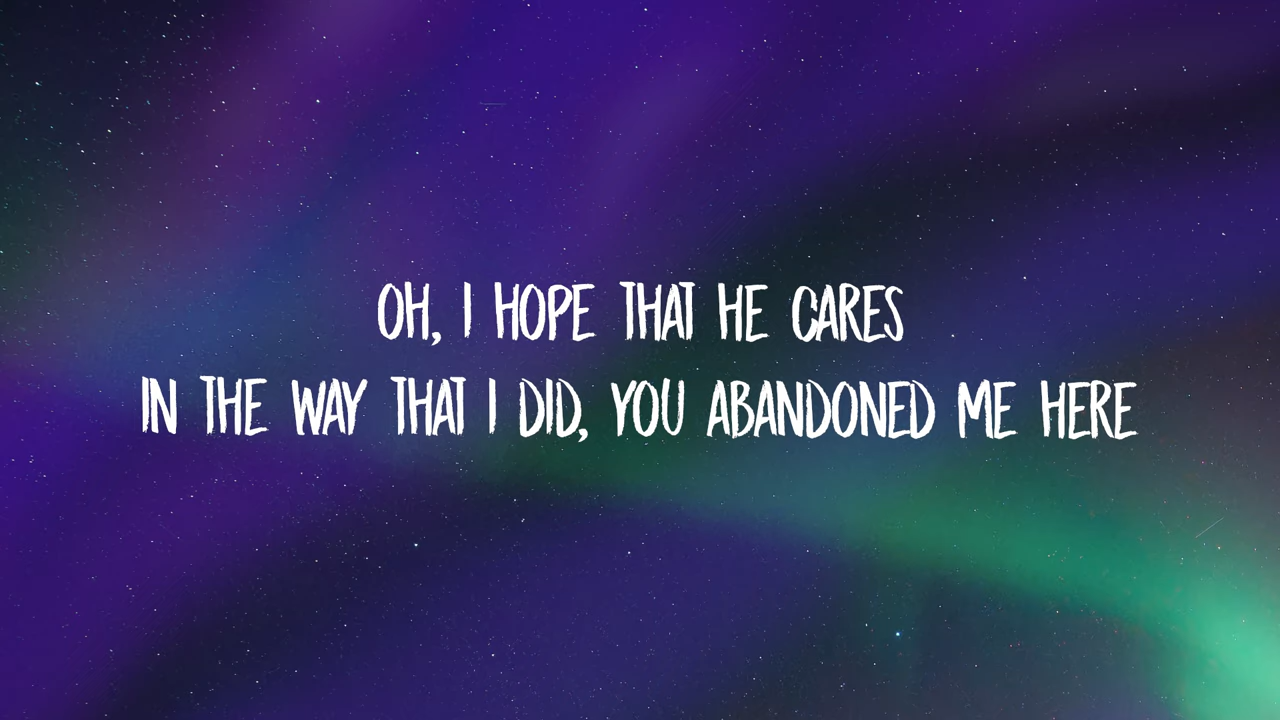 OH, I HOPE THAT HE CARES
IN THE WAY THAT I DID, YOU ABANDONED ME HERE